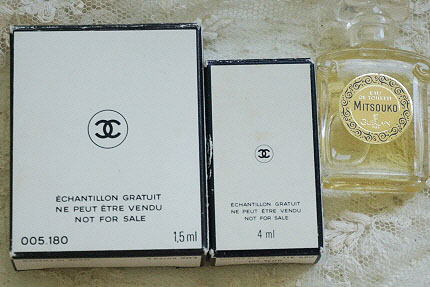 ÉCHANTILLON GRATUIT
NE PEUT ÊTRE VENDU
NOT FOR SALE
005.180
1,5 ml
ÉCHANTILLON GRATUIT
NE PEUT ÊTRE VENDU
NOT FOR SALE
4 ml
EAU
DE TOILETTE
MITSOUKO